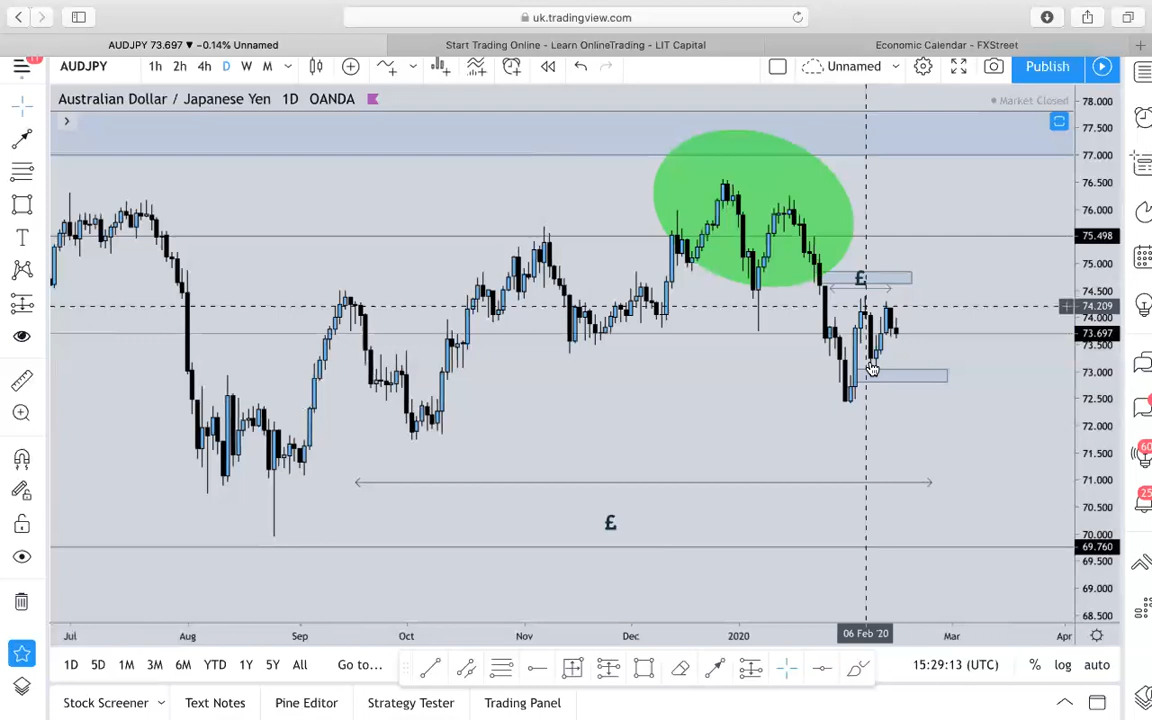 uk.tradingview.com
AUDJPY 73.697 ▼ −0.14% Unnamed
Start Trading Online - Learn OnlineTrading - LIT Capital
Economic Calendar - FXStreet
11
AUDJPY
1h 2h 4h D W M
Unnamed
Publish
Australian Dollar / Japanese Yen 1D OANDA
Market Closed
78.000
77.500
77.000
76.500
76.000
75.498
75.000
74.500
74.209
74.000
73.697
73.500
73.000
72.500
72.000
71.500
71.000
70.500
70.000
69.760
69.500
69.000
68.500
£
£
60
25
Jul Aug Sep Oct Nov Dec 2020 06 Feb '20 Mar Apr
1D 5D 1M 3M 6M YTD 1Y 5Y All Go to...
15:29:13 (UTC) % log auto
Stock Screener Text Notes Pine Editor Strategy Tester Trading Panel